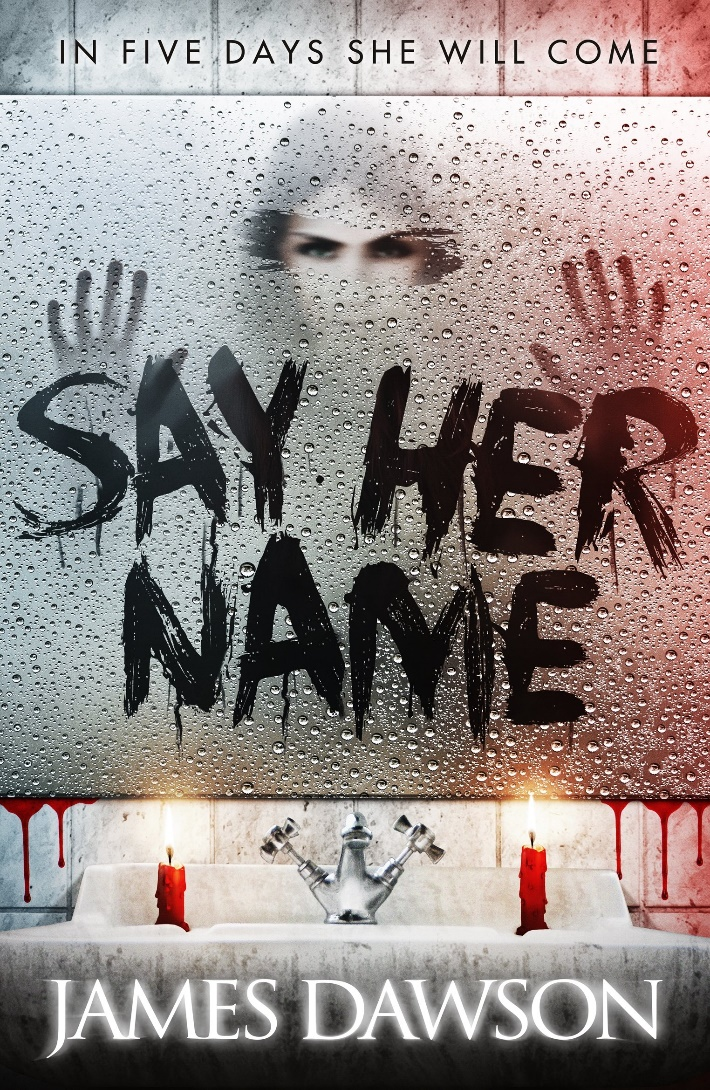 IN FIVE DAYS SHE WILL COME
SAY HER
NAME
JAMES DAWSON